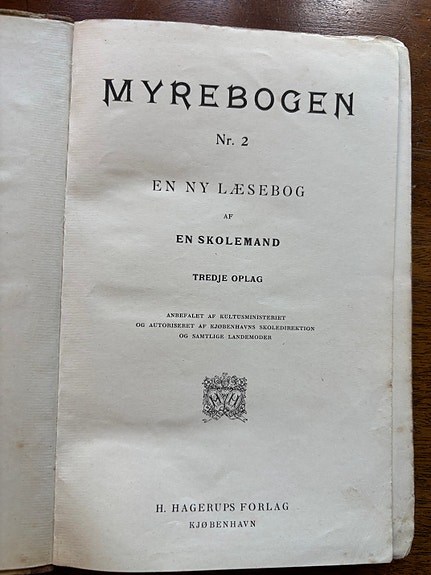 MYREBOGEN
Nr. 2
EN NY LÆSEBOG
AF
EN SKOLEMAND
TREDJE OPLAG
ANBEFALET AF KULTUSMINISTERIET
OG AUTORISERET AF KJØBENHAVNS SKOLEDIREKTION
OG SAMTLIGE LANDEMODER
H H
H. HAGERUPS FORLAG
KJØBENHAVN